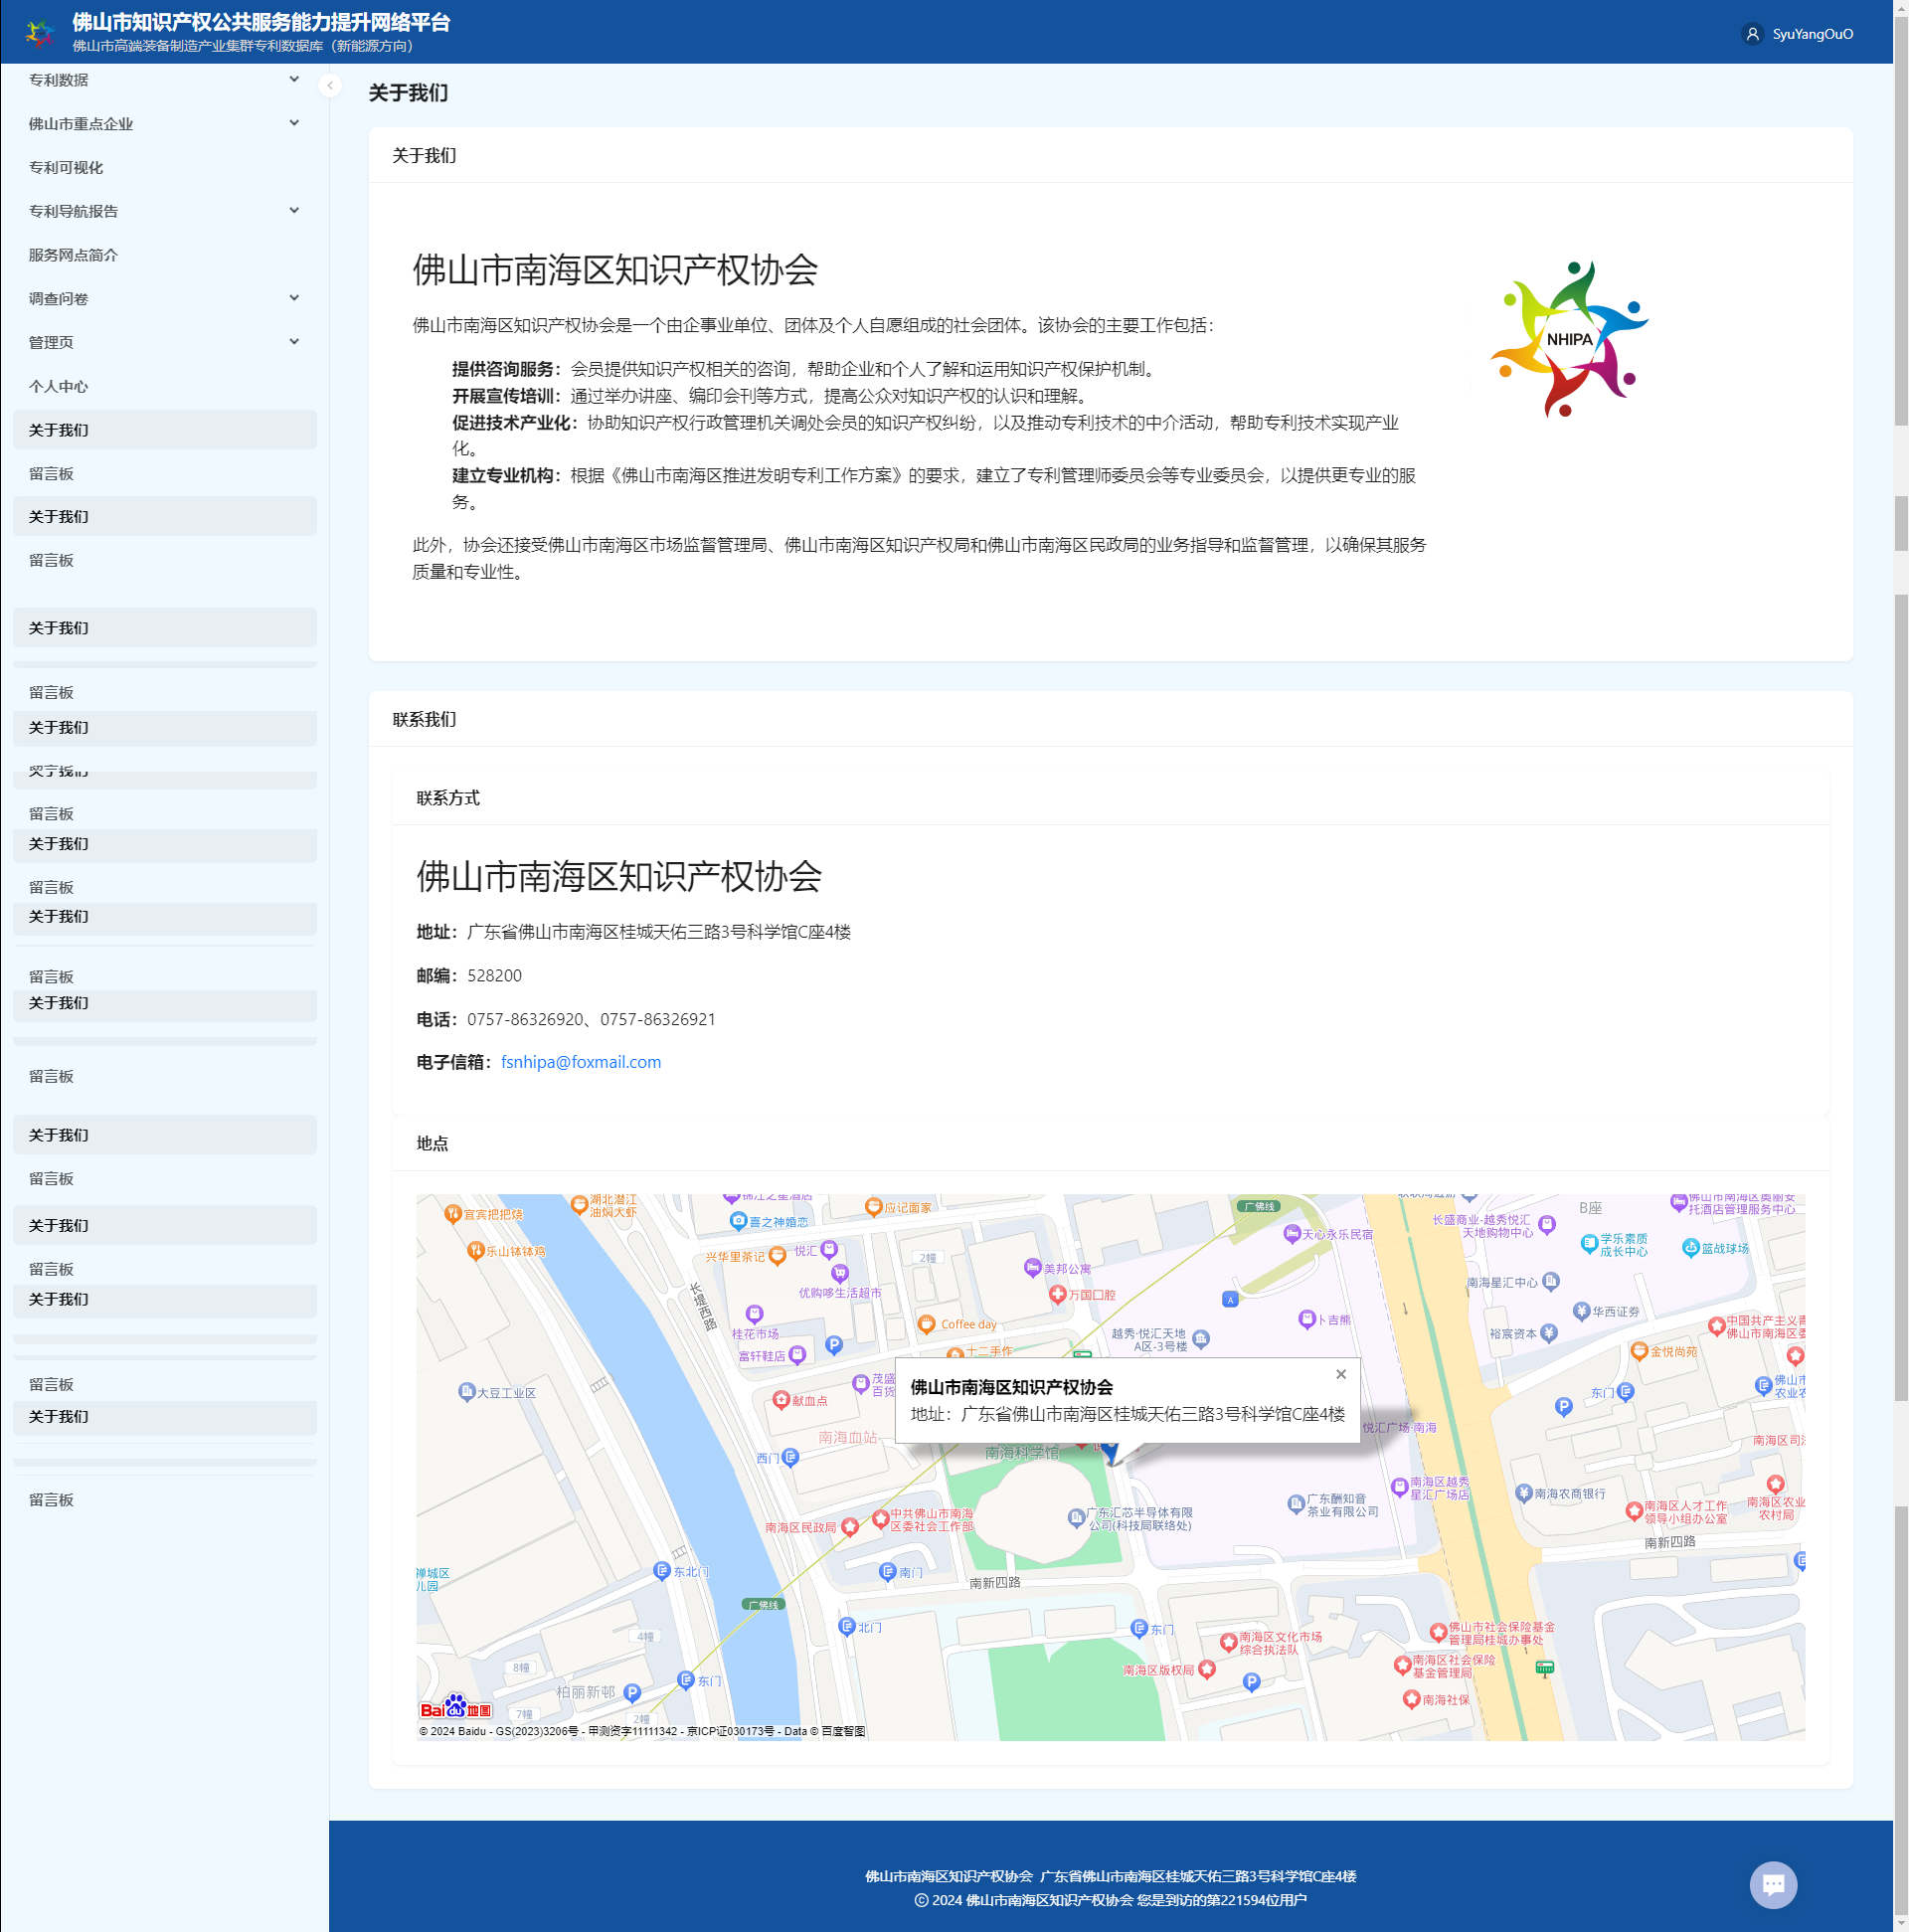 佛山市知识产权公共服务能力提升网络平台
佛山市高端装备制造产业集群专利数据库（新能源方向）
SyuYangOuO
专利数据
佛山市重点企业
专利可视化
专利导航报告
服务网点简介
调查问卷
管理页
个人中心
关于我们
留言板
关于我们
留言板
关于我们
留言板
关于我们
留言板
关于我们
留言板
关于我们
留言板
关于我们
留言板
关于我们
留言板
关于我们
留言板
关于我们
留言板
关于我们
留言板
关于我们
关于我们
佛山市南海区知识产权协会
佛山市南海区知识产权协会是一个由企事业单位、团体及个人自愿组成的社会团体。该协会的主要工作包括：
提供咨询服务：会员提供知识产权相关的咨询，帮助企业和个人了解和运用知识产权保护机制。
开展宣传培训：通过举办讲座、编印会刊等方式，提高公众对知识产权的认识和理解。
促进技术产业化：协助知识产权行政管理机关调处会员的知识产权纠纷，以及推动专利技术的中介活动，帮助专利技术实现产业
化。
建立专业机构：根据《佛山市南海区推进发明专利工作方案》的要求，建立了专利管理师委员会等专业委员会，以提供更专业的服
务。
此外，协会还接受佛山市南海区市场监督管理局、佛山市南海区知识产权局和佛山市南海区民政局的业务指导和监督管理，以确保其服务
质量和专业性。
NHIPA
联系我们
联系方式
佛山市南海区知识产权协会
地址：广东省佛山市南海区桂城天佑三路3号科学馆C座4楼
邮编：528200
电话：0757-86326920、0757-86326921
电子信箱：fsnhipa@foxmail.com
地点
宜宾把把烧
湖北潜江
油焖大虾
喜之神婚恋
应记面家
广佛线
天心永乐民宿
长盛商业-越秀悦汇
天地购物中心
B座
托酒店管理服务中心
学乐素质
成长中心
篮战球场
乐山钵钵鸡
兴华里茶记
悦汇
2幢
美邦公寓
万国口腔
南海星汇中心
优购哆生活超市
长堤西路
A
华西证券
桂花市场
Coffee day
卜吉熊
越秀·悦汇天地
A区-3号楼
裕宸资本
中国共产主义青
佛山市南海区委
富轩鞋店
P
十二手作
金悦尚苑
大豆工业区
献血点
茂盛
百货
佛山市南海区知识产权协会
地址：广东省佛山市南海区桂城天佑三路3号科学馆C座4楼
东门
P
佛山市
农业农
南海血站
悦汇广场·南海
南海区司法
西门
南海科学馆
南海区越秀
星汇广场店
南海农商银行
南海区人才工作
领导小组办公室
南海区农业
农村局
广东酬知音
茶业有限公司
广东汇芯半导体有限
公司(科技局联络处)
南海区民政局
中共佛山市南海
区委社会工作部
南新四路
南新四路
禅城区
儿园
东北门
南门
广佛线
北门
东门
4幢
南海区文化市场
综合执法队
佛山市社会保险基金
管理局桂城办事处
8幢
南海区版权局
P
南海区社会保险
基金管理局
东门
柏丽新邨
P
南海社保
7幢
2幢
Bai du 地图
© 2024 Baidu - GS(2023)3206号 - 甲测资字11111342 - 京ICP证030173号 - Data © 百度智图
佛山市南海区知识产权协会 广东省佛山市南海区桂城天佑三路3号科学馆C座4楼
© 2024 佛山市南海区知识产权协会 您是到访的第221594位用户